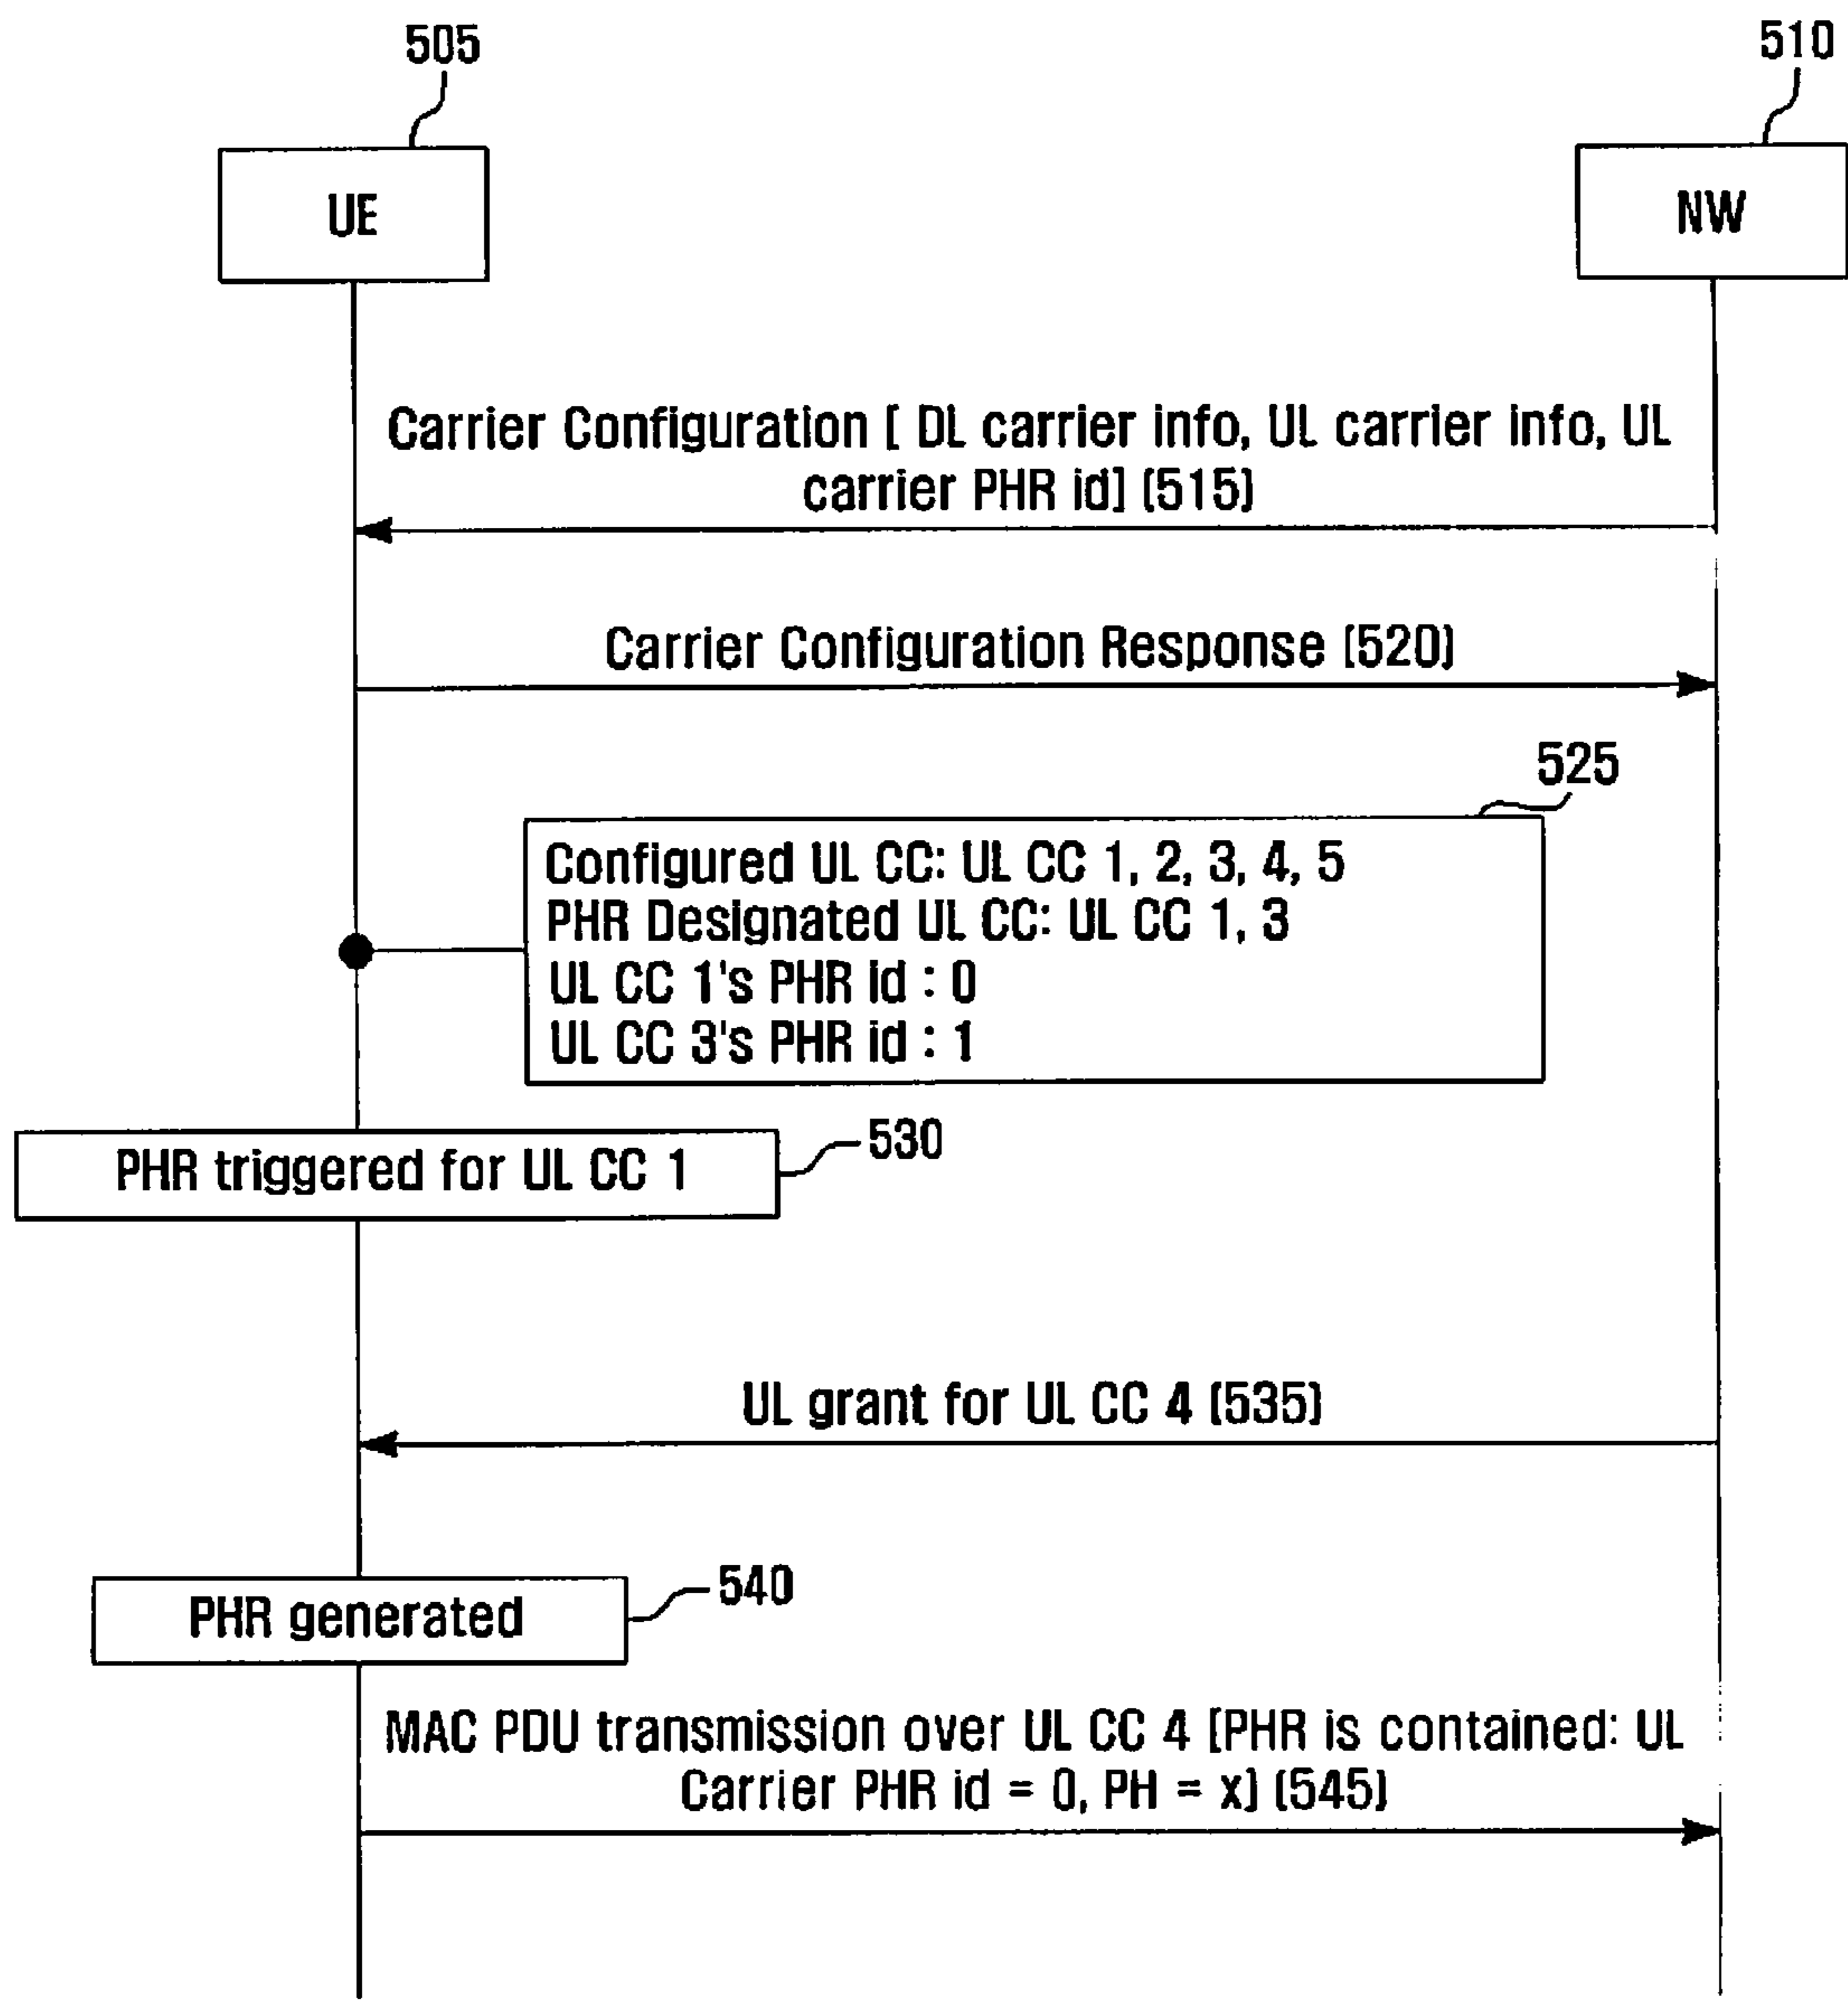 505
510
UE
NW
Carrier Configuration [ DL carrier info, UL carrier info, UL
carrier PHR id] (515)
Carrier Configuration Response (520)
525
Configured UL CC: UL CC 1, 2, 3, 4, 5
PHR Designated UL CC: UL CC 1, 3
UL CC 1's PHR id : 0
UL CC 3's PHR id : 1
PHR triggered for UL CC 1
530
UL grant for UL CC 4 (535)
PHR generated
540
MAC PDU transmission over UL CC 4 [PHR is contained: UL
Carrier PHR id = 0, PH = x] (545)